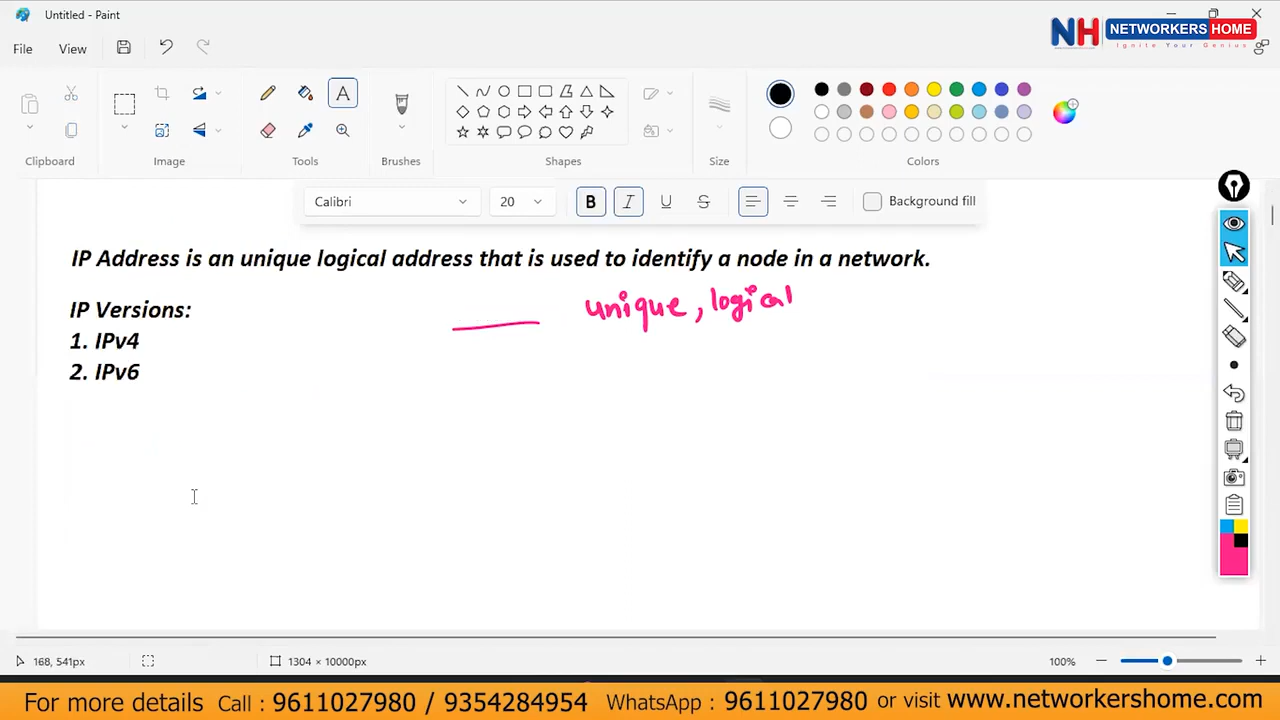 Untitled - Paint
NH NETWORKERS HOME
Ignite Your Genius
File View
Clipboard Image Tools Brushes Shapes Size Colors
Calibri 20 B I U S Background fill
IP Address is an unique logical address that is used to identify a node in a network.
unique, logical
IP Versions:
1. IPv4
2. IPv6
168, 541px 1304 × 10000px 100%
For more details Call : 9611027980 / 9354284954 WhatsApp : 9611027980 or visit www.networkershome.com